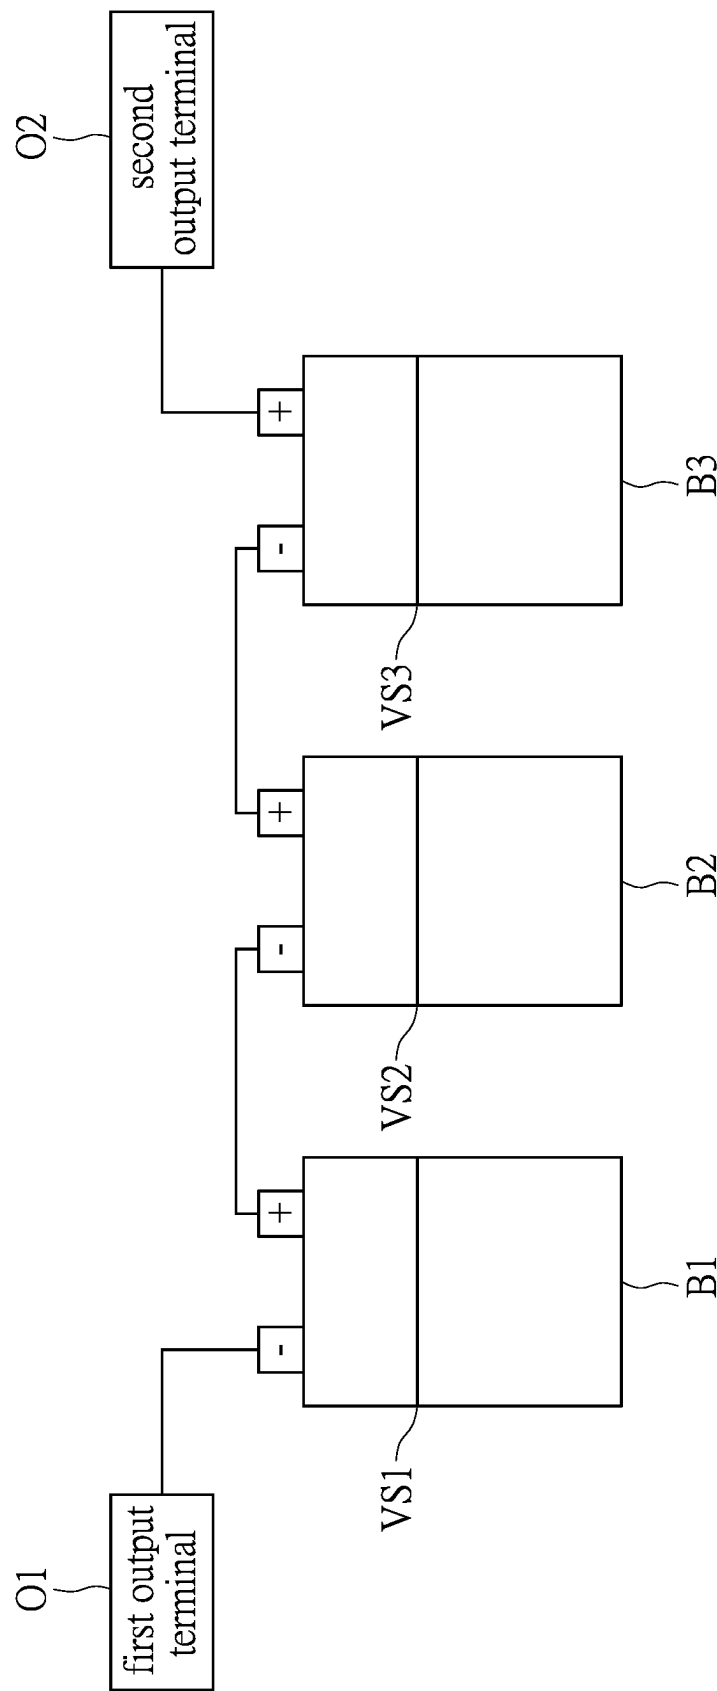 O1
first output
terminal
O2
second
output terminal
-
+
-
+
-
+
VS1
VS2
VS3
B1
B2
B3